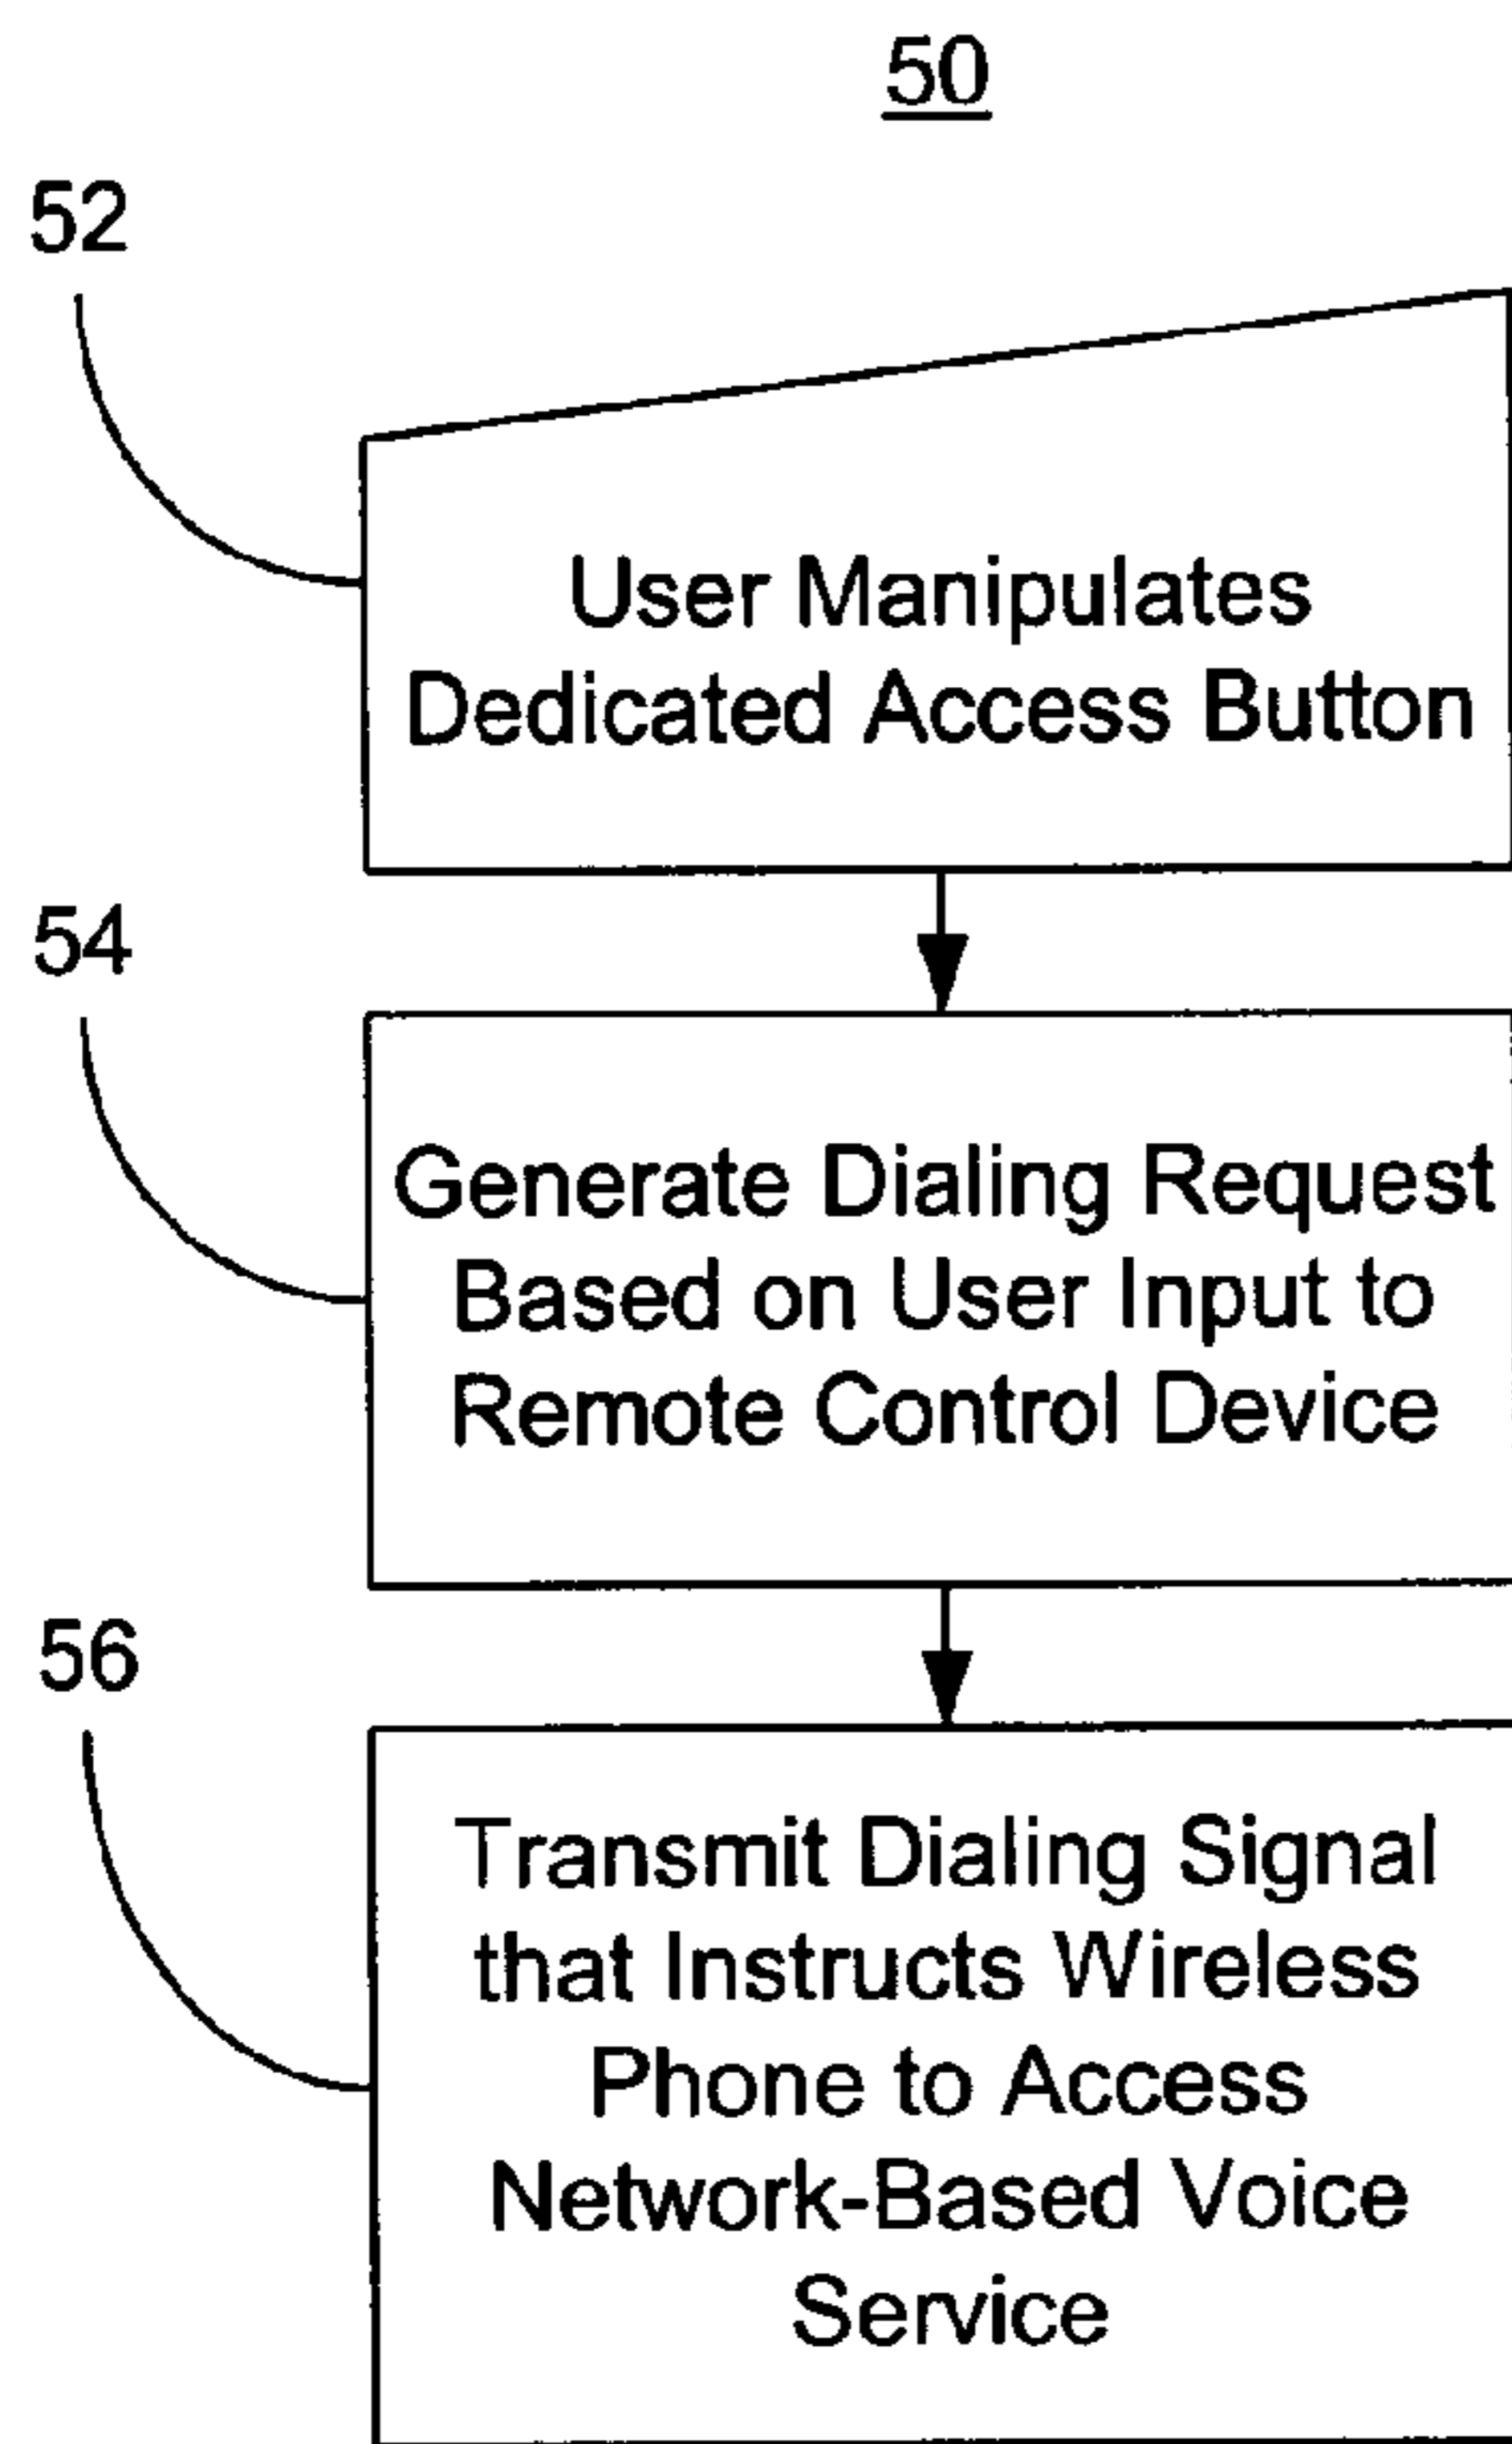 50
52
User Manipulates
Dedicated Access Button
54
Generate Dialing Request
Based on User Input to
Remote Control Device
56
Transmit Dialing Signal
that Instructs Wireless
Phone to Access
Network-Based Voice
Service